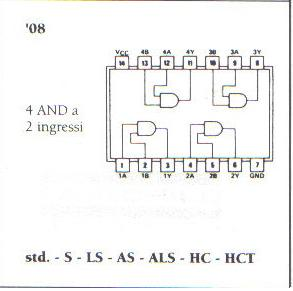 '08
4 AND a
2 ingressi
VCC 4B 4A 4Y 3B 3A 3Y
14 13 12 11 10 9 8
1 2 3 4 5 6 7
1A 1B 1Y 2A 2B 2Y GND
std. - S - LS - AS - ALS - HC - HCT